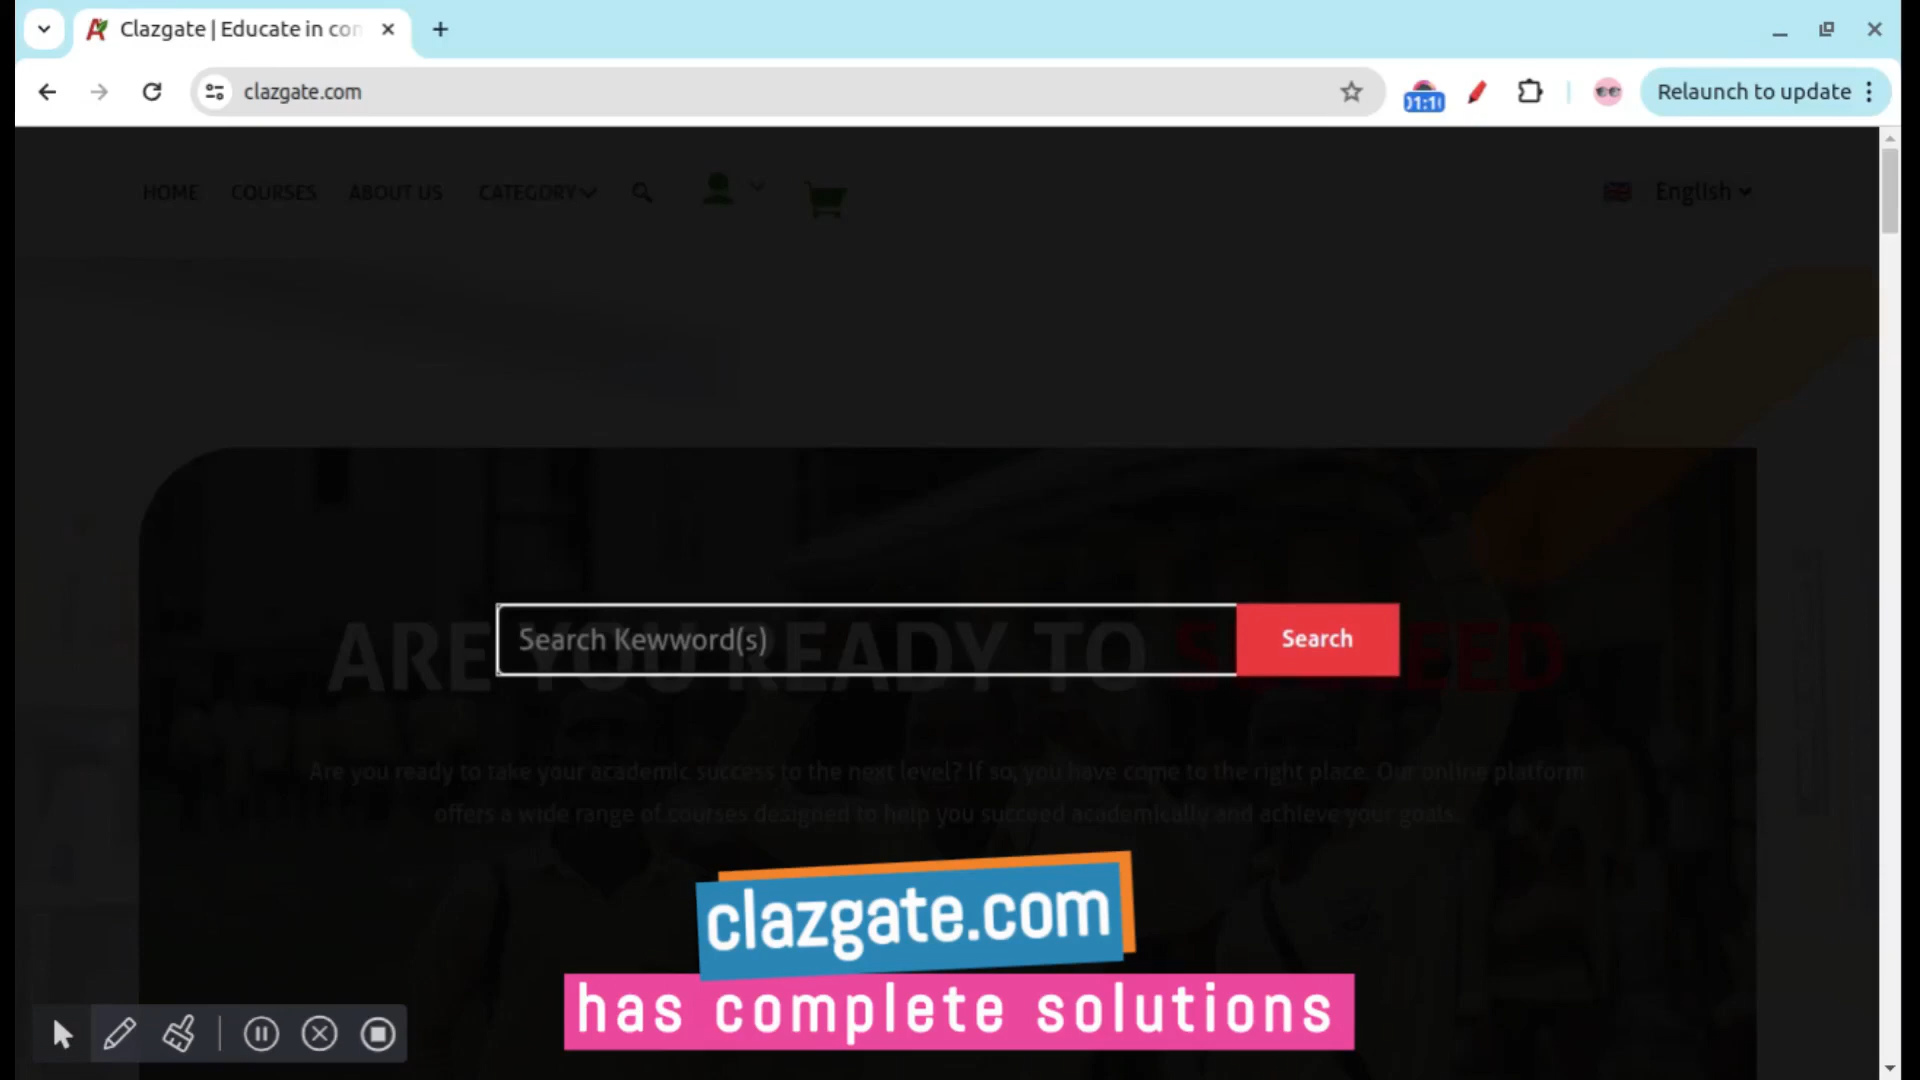 Clazgate | Educate in con
clazgate.com
Relaunch to update
HOME COURSES ABOUT US CATEGORY English
ARE YOU READY TO SUCCEED
Search Kewword(s) Search
Are you ready to take your academic success to the next level? If so, you have come to the right place. Our online platform
offers a wide range of courses designed to help you succeed academically and achieve your goals.
clazgate.com
has complete solutions